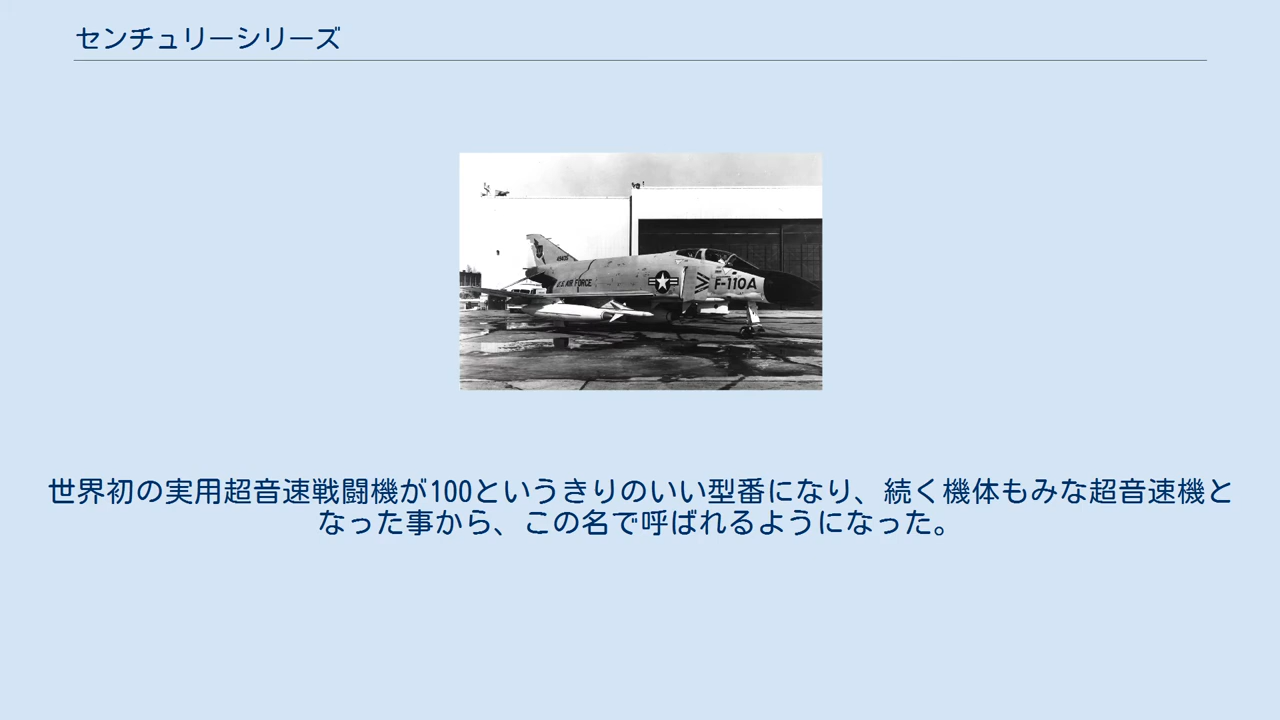 センチュリーシリーズ
U.S. AIR FORCE
F-110A
世界初の実用超音速戦闘機が100というきりのいい型番になり、続く機体もみな超音速機と
なった事から、この名で呼ばれるようになった。